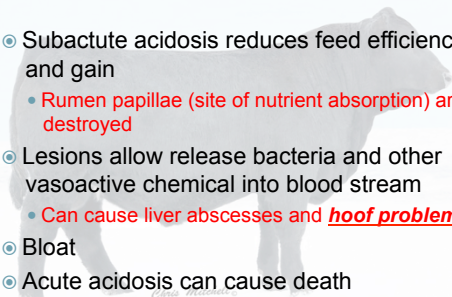 Subactute acidosis reduces feed efficienc
and gain
Rumen papillae (site of nutrient absorption) ar
destroyed
Lesions allow release bacteria and other
vasoactive chemical into blood stream
Can cause liver abscesses and hoof problem
Bloat
Acute acidosis can cause death
Chris Mitchell